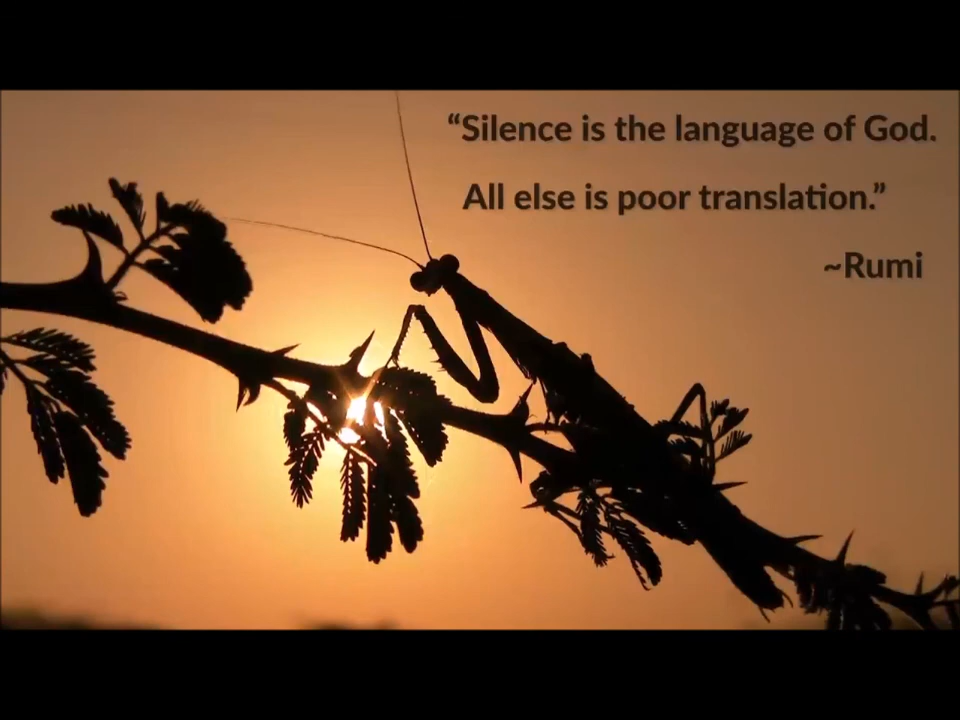 “Silence is the language of God.
All else is poor translation.”
~Rumi